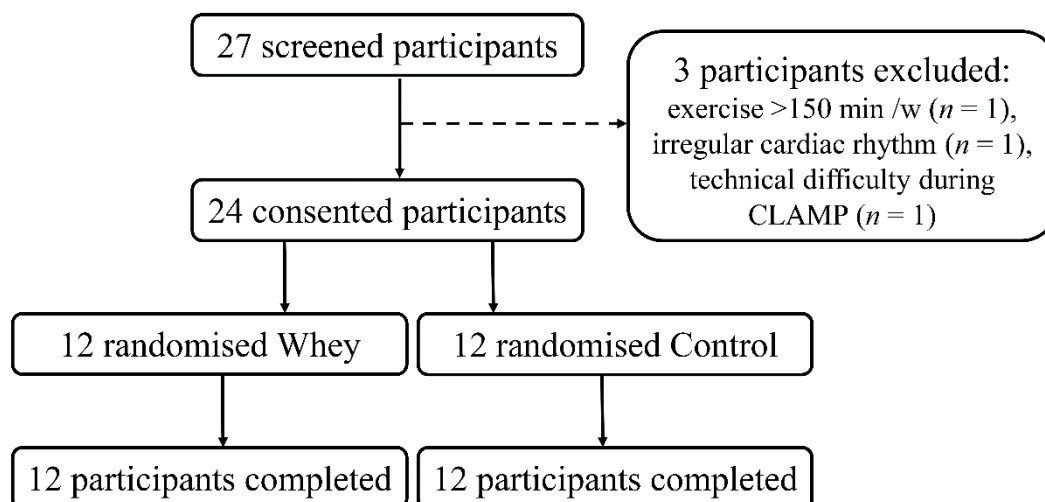 27 screened participants
3 participants excluded:
exercise >150 min /w (n = 1),
irregular cardiac rhythm (n = 1),
technical difficulty during
CLAMP (n = 1)
24 consented participants
12 randomised Whey
12 randomised Control
12 participants completed
12 participants completed